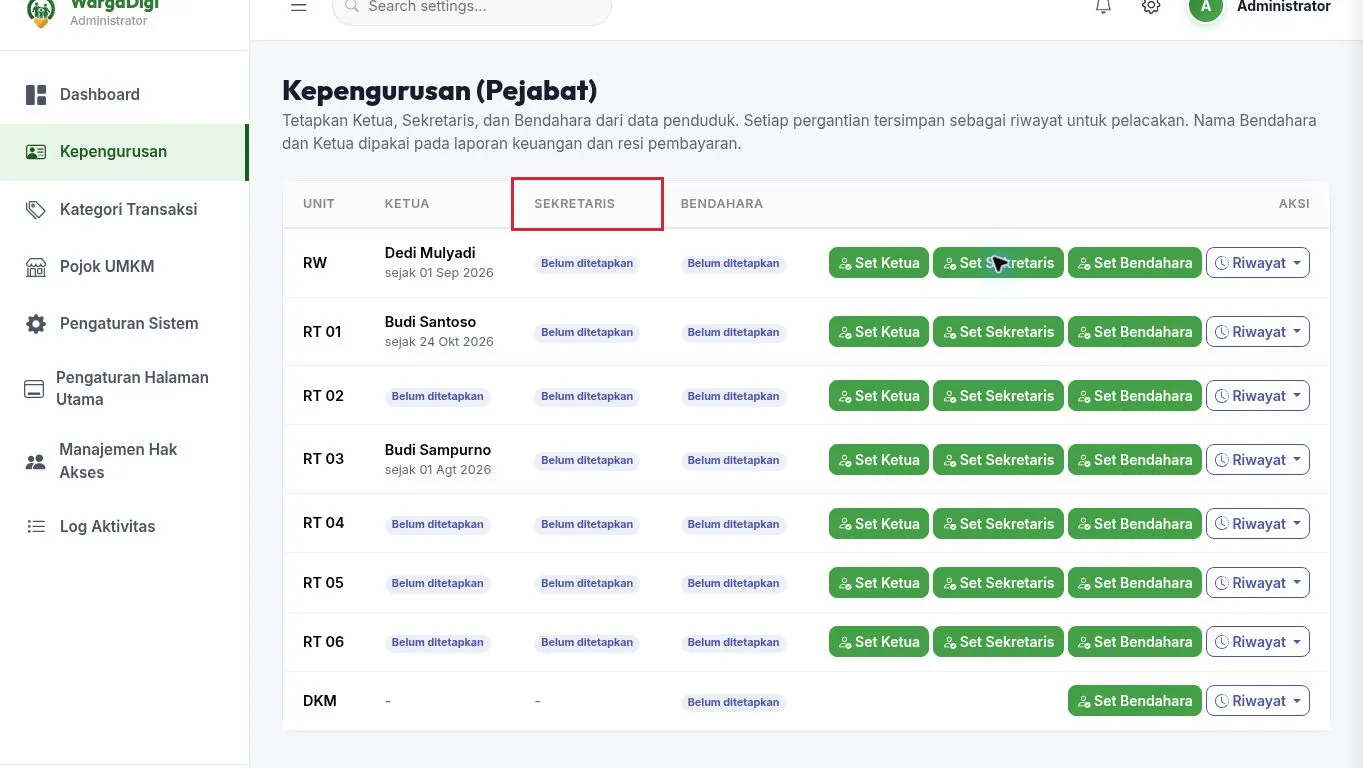 WargaDigi
Administrator
Search settings...
A
Administrator
Dashboard
Kepengurusan
Kategori Transaksi
Pojok UMKM
Pengaturan Sistem
Pengaturan Halaman
Utama
Manajemen Hak
Akses
Log Aktivitas
Kepengurusan (Pejabat)
Tetapkan Ketua, Sekretaris, dan Bendahara dari data penduduk. Setiap pergantian tersimpan sebagai riwayat untuk pelacakan. Nama Bendahara
dan Ketua dipakai pada laporan keuangan dan resi pembayaran.
UNIT KETUA SEKRETARIS BENDAHARA AKSI
RW Dedi Mulyadi Belum ditetapkan Belum ditetapkan Set Ketua Set Sekretaris Set Bendahara Riwayat
sejak 01 Sep 2026
RT 01 Budi Santoso Belum ditetapkan Belum ditetapkan Set Ketua Set Sekretaris Set Bendahara Riwayat
sejak 24 Okt 2026
RT 02 Belum ditetapkan Belum ditetapkan Belum ditetapkan Set Ketua Set Sekretaris Set Bendahara Riwayat
RT 03 Budi Sampurno Belum ditetapkan Belum ditetapkan Set Ketua Set Sekretaris Set Bendahara Riwayat
sejak 01 Agt 2026
RT 04 Belum ditetapkan Belum ditetapkan Belum ditetapkan Set Ketua Set Sekretaris Set Bendahara Riwayat
RT 05 Belum ditetapkan Belum ditetapkan Belum ditetapkan Set Ketua Set Sekretaris Set Bendahara Riwayat
RT 06 Belum ditetapkan Belum ditetapkan Belum ditetapkan Set Ketua Set Sekretaris Set Bendahara Riwayat
DKM - - Belum ditetapkan Set Bendahara Riwayat